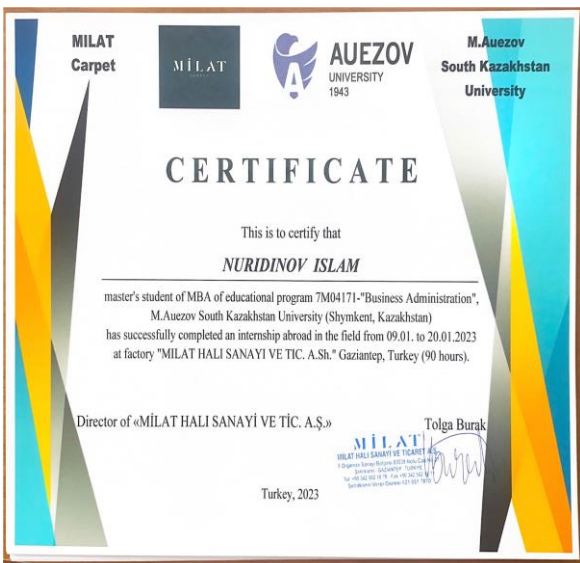 MILAT
Carpet
MİLAT
AUEZOV
UNIVERSITY
1943
M.Auezov
South Kazakhstan
University
CERTIFICATE
This is to certify that
NURIDINOV ISLAM
master's student of MBA of educational program 7M04171-"Business Administration",
M.Auezov South Kazakhstan University (Shymkent, Kazakhstan)
has successfully completed an internship abroad in the field from 09.01. to 20.01.2023
at factory "MILAT HALI SANAYI VE TIC. A.Sh." Gaziantep, Turkey (90 hours).
Director of «MİLAT HALI SANAYİ VE TİC. A.Ş.»
Tolga Burak
MİLAT
MİLAT HALI SANAYİ VE TİCARET A.Ş.
GAZİANTEP
Turkey, 2023